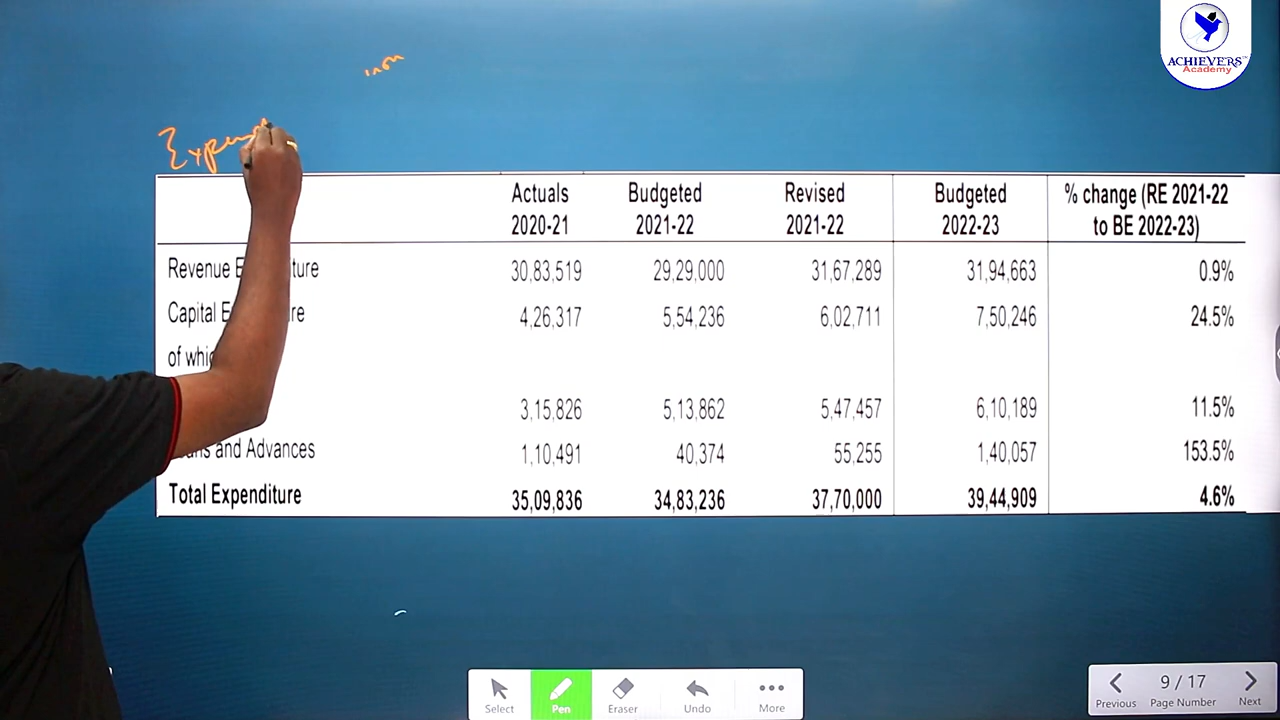 ACHIEVERS
Academy
Expen
Actuals 2020-21 Budgeted 2021-22 Revised 2021-22 Budgeted 2022-23 % change (RE 2021-22 to BE 2022-23)
Revenue E ture 30,83,519 29,29,000 31,67,289 31,94,663 0.9%
Capital E re 4,26,317 5,54,236 6,02,711 7,50,246 24.5%
of whi
3,15,826 5,13,862 5,47,457 6,10,189 11.5%
and Advances 1,10,491 40,374 55,255 1,40,057 153.5%
Total Expenditure 35,09,836 34,83,236 37,70,000 39,44,909 4.6%
Select Pen Eraser Undo More
9 / 17
Previous Page Number Next